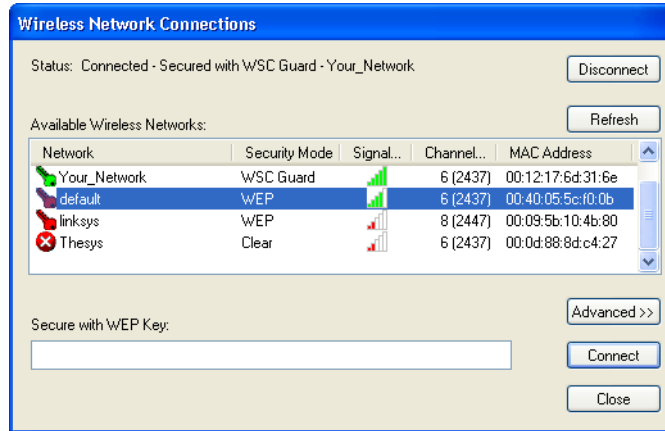 Wireless Network Connections
Status: Connected - Secured with WSC Guard - Your_Network
Disconnect
Refresh
Available Wireless Networks:
Network Security Mode Signal... Channel... MAC Address
Your_Network WSC Guard 6 (2437) 00:12:17:6d:31:6e
default WEP 6 (2437) 00:40:05:5c:f0:0b
linksys WEP 8 (2447) 00:09:5b:10:4b:80
Thesys Clear 6 (2437) 00:0d:88:8d:c4:27
Advanced >>
Secure with WEP Key:
Connect
Close